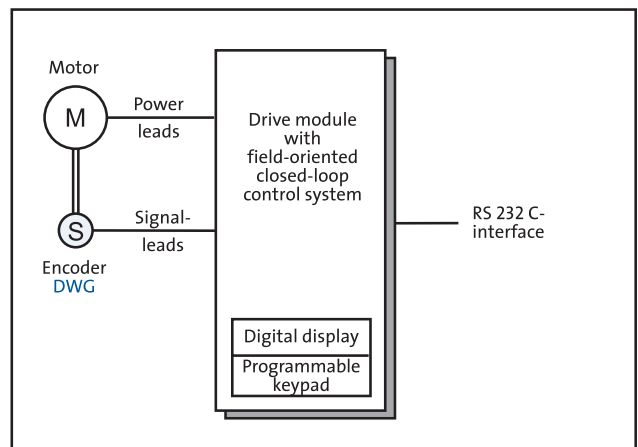 Motor
M
Power
leads
Signal-
leads
S
Encoder
DWG
Drive module
with
field-oriented
closed-loop
control system
Digital display
Programmable
keypad
RS 232 C-
interface